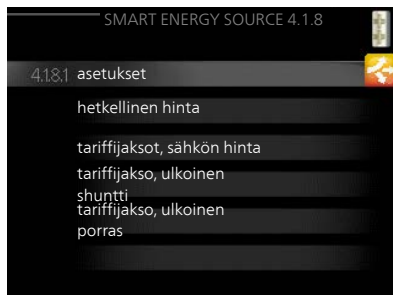 SMART ENERGY SOURCE 4.1.8
4.1.8.1 asetukset
hetkellinen hinta
tariffijaksot, sähkön hinta
tariffijakso, ulkoinen
shuntti
tariffijakso, ulkoinen
porras